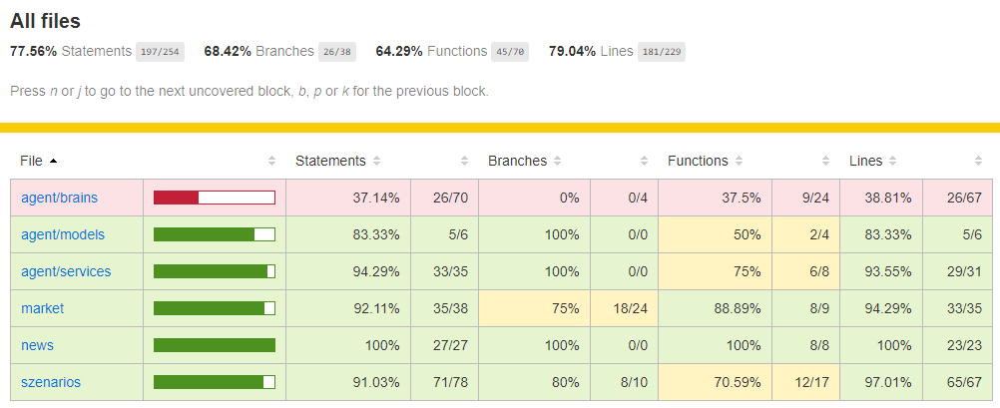 All files
77.56% Statements 197/254 68.42% Branches 26/38 64.29% Functions 45/70 79.04% Lines 181/229
Press n or j to go to the next uncovered block, b, p or k for the previous block.
File Statements Branches Functions Lines
agent/brains 37.14% 26/70 0% 0/4 37.5% 9/24 38.81% 26/67
agent/models 83.33% 5/6 100% 0/0 50% 2/4 83.33% 5/6
agent/services 94.29% 33/35 100% 0/0 75% 6/8 93.55% 29/31
market 92.11% 35/38 75% 18/24 88.89% 8/9 94.29% 33/35
news 100% 27/27 100% 0/0 100% 8/8 100% 23/23
szenarios 91.03% 71/78 80% 8/10 70.59% 12/17 97.01% 65/67